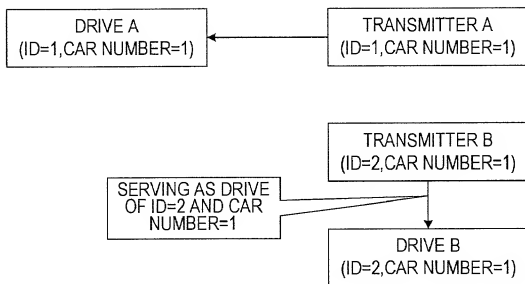 DRIVE A
(ID=1,CAR NUMBER=1)
TRANSMITTER A
(ID=1,CAR NUMBER=1)
TRANSMITTER B
(ID=2,CAR NUMBER=1)
SERVING AS DRIVE
OF ID=2 AND CAR
NUMBER=1
DRIVE B
(ID=2,CAR NUMBER=1)